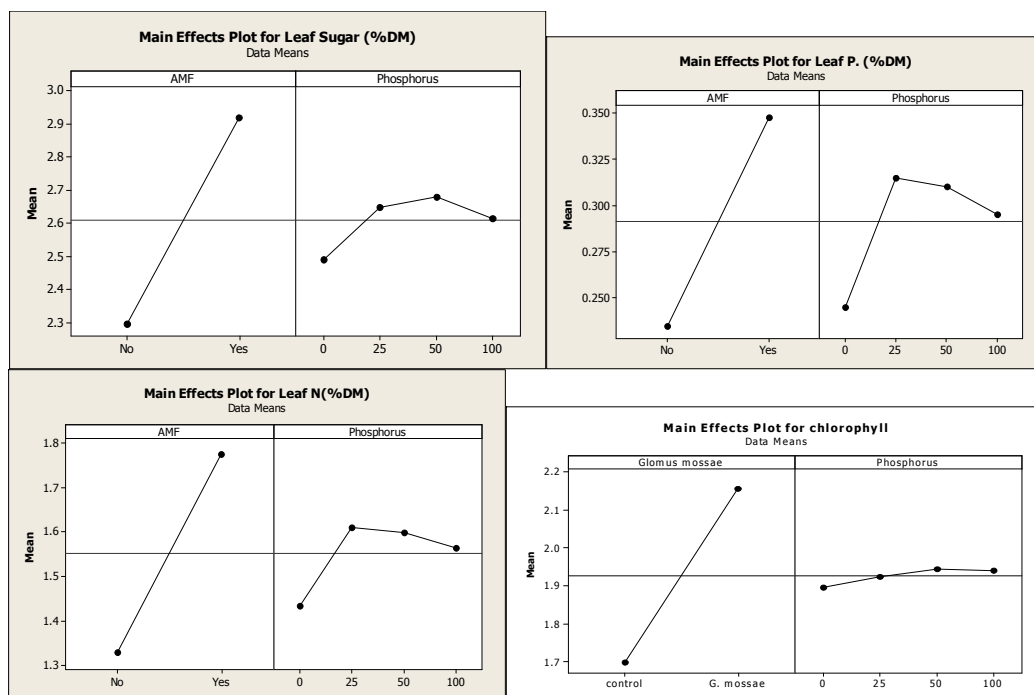 Main Effects Plot for Leaf Sugar (%DM)
Data Means
AMF Phosphorus
3.0
2.9
2.8
2.7
2.6
2.5
2.4
2.3
Mean
No Yes 0 25 50 100
Main Effects Plot for Leaf P. (%DM)
Data Means
AMF Phosphorus
0.350
0.325
0.300
0.275
0.250
Mean
No Yes 0 25 50 100
Main Effects Plot for Leaf N(%DM)
Data Means
AMF Phosphorus
1.8
1.7
1.6
1.5
1.4
1.3
Mean
No Yes 0 25 50 100
Main Effects Plot for chlorophyll
Data Means
Glomus mossae Phosphorus
2.2
2.1
2.0
1.9
1.8
1.7
Mean
control G. mossae 0 25 50 100